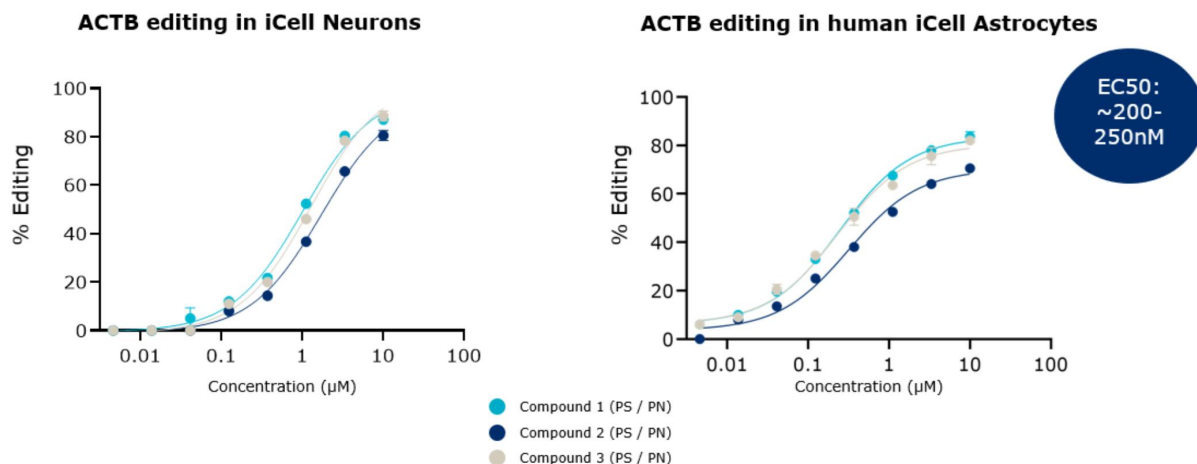 ACTB editing in iCell Neurons
ACTB editing in human iCell Astrocytes
EC50:
~200-
250nM
% Editing
100
80
60
40
20
0
0.01
0.1
1
10
100
Concentration (µM)
% Editing
100
80
60
40
20
0
0.01
0.1
1
10
100
Concentration (µM)
Compound 1 (PS / PN)
Compound 2 (PS / PN)
Compound 3 (PS / PN)